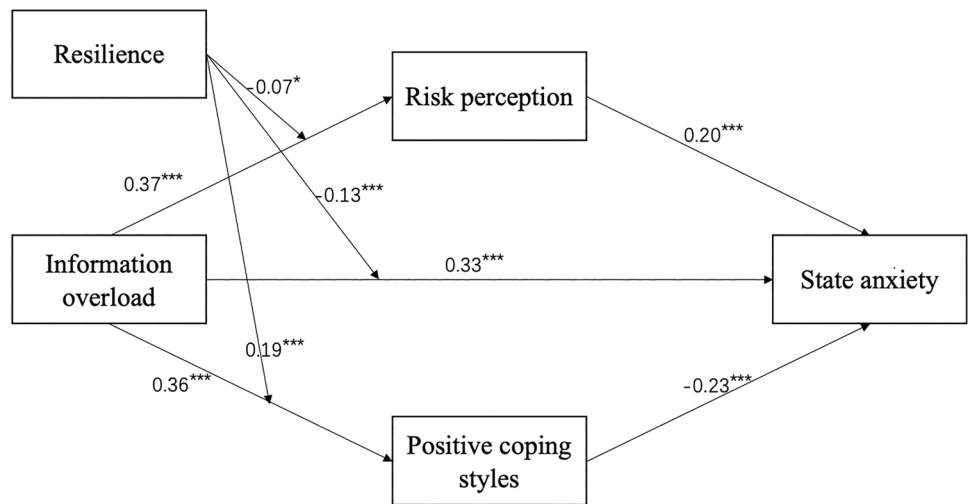 Resilience
-0.07*
Risk perception
0.20***
0.37***
-0.13***
Information
overload
0.33***
State anxiety
0.19***
0.36***
-0.23***
Positive coping
styles